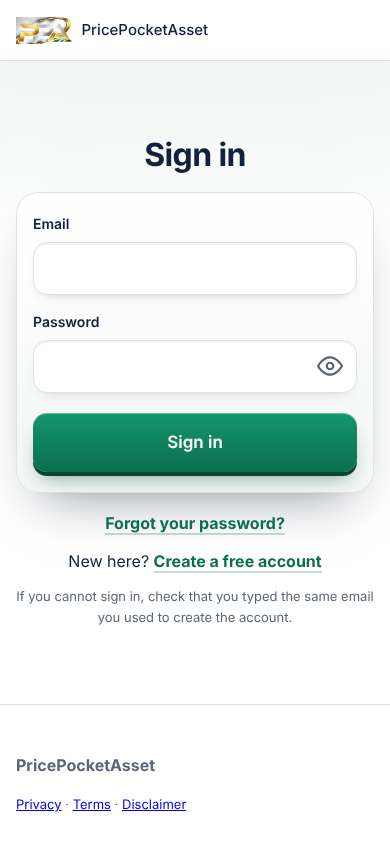 PricePocketAsset
Sign in
Email
Password
Sign in
Forgot your password?
New here? Create a free account
If you cannot sign in, check that you typed the same email
you used to create the account.
PricePocketAsset
Privacy · Terms · Disclaimer